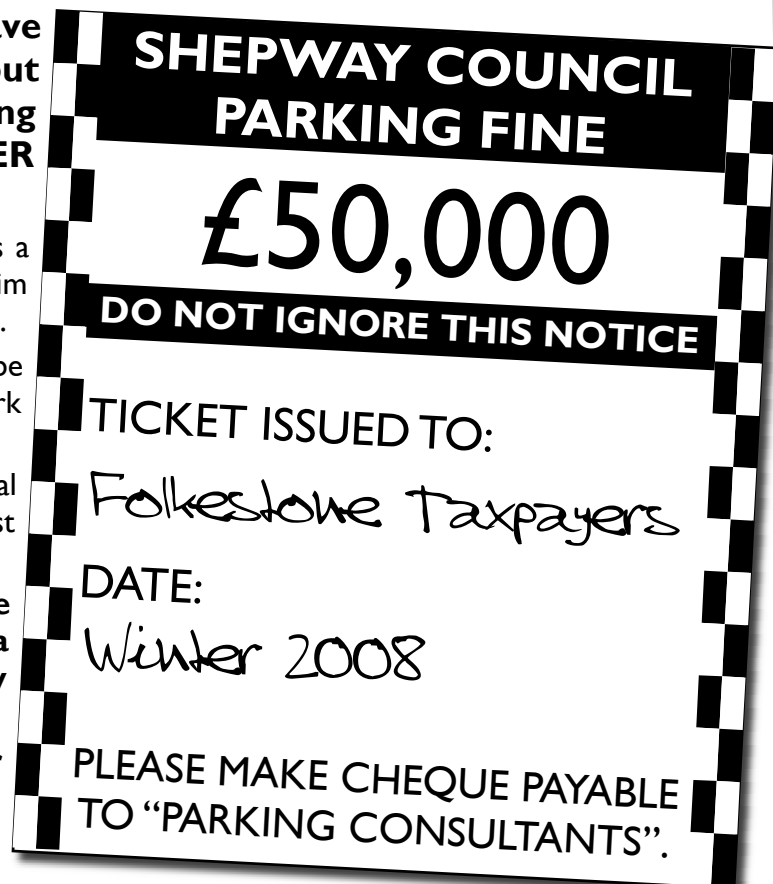 SHEPWAY COUNCIL
PARKING FINE
£50,000
DO NOT IGNORE THIS NOTICE
TICKET ISSUED TO:
Folkestone Taxpayers
DATE:
Winter 2008
PLEASE MAKE CHEQUE PAYABLE
TO “PARKING CONSULTANTS”.